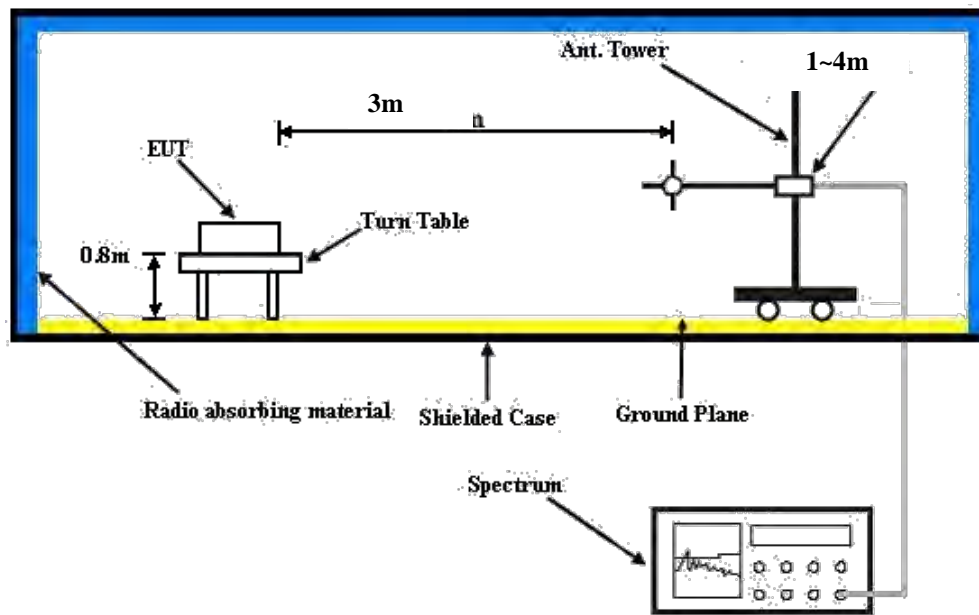 Ant. Tower
1~4m
3m
n
EUT
Turn Table
0.8m
Radio absorbing material
Shielded Case
Ground Plane
Spectrum